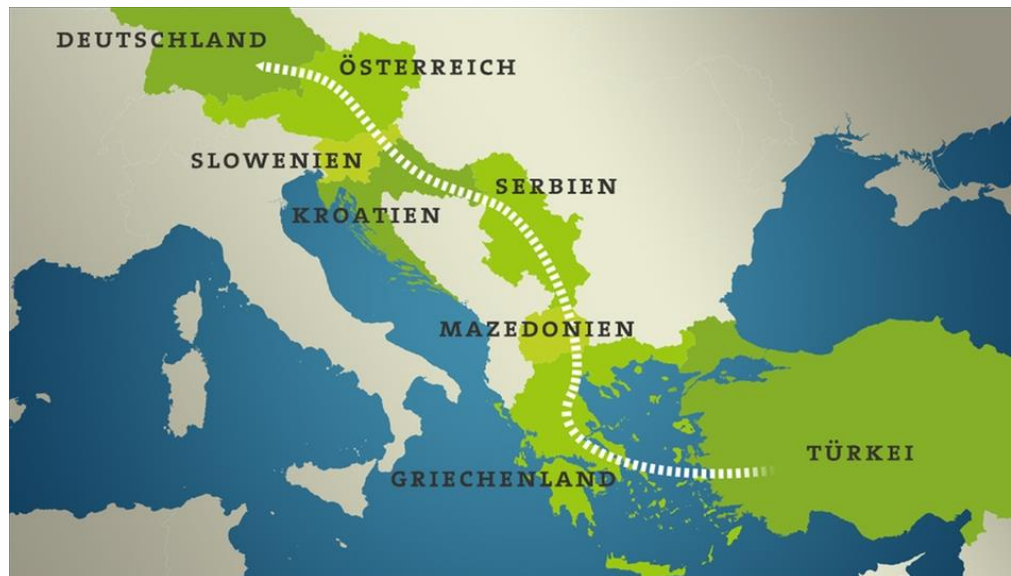 DEUTSCHLAND
ÖSTERREICH
SLOWENIEN
SERBIEN
KROATIEN
MAZEDONIEN
TÜRKEI
GRIECHENLAND